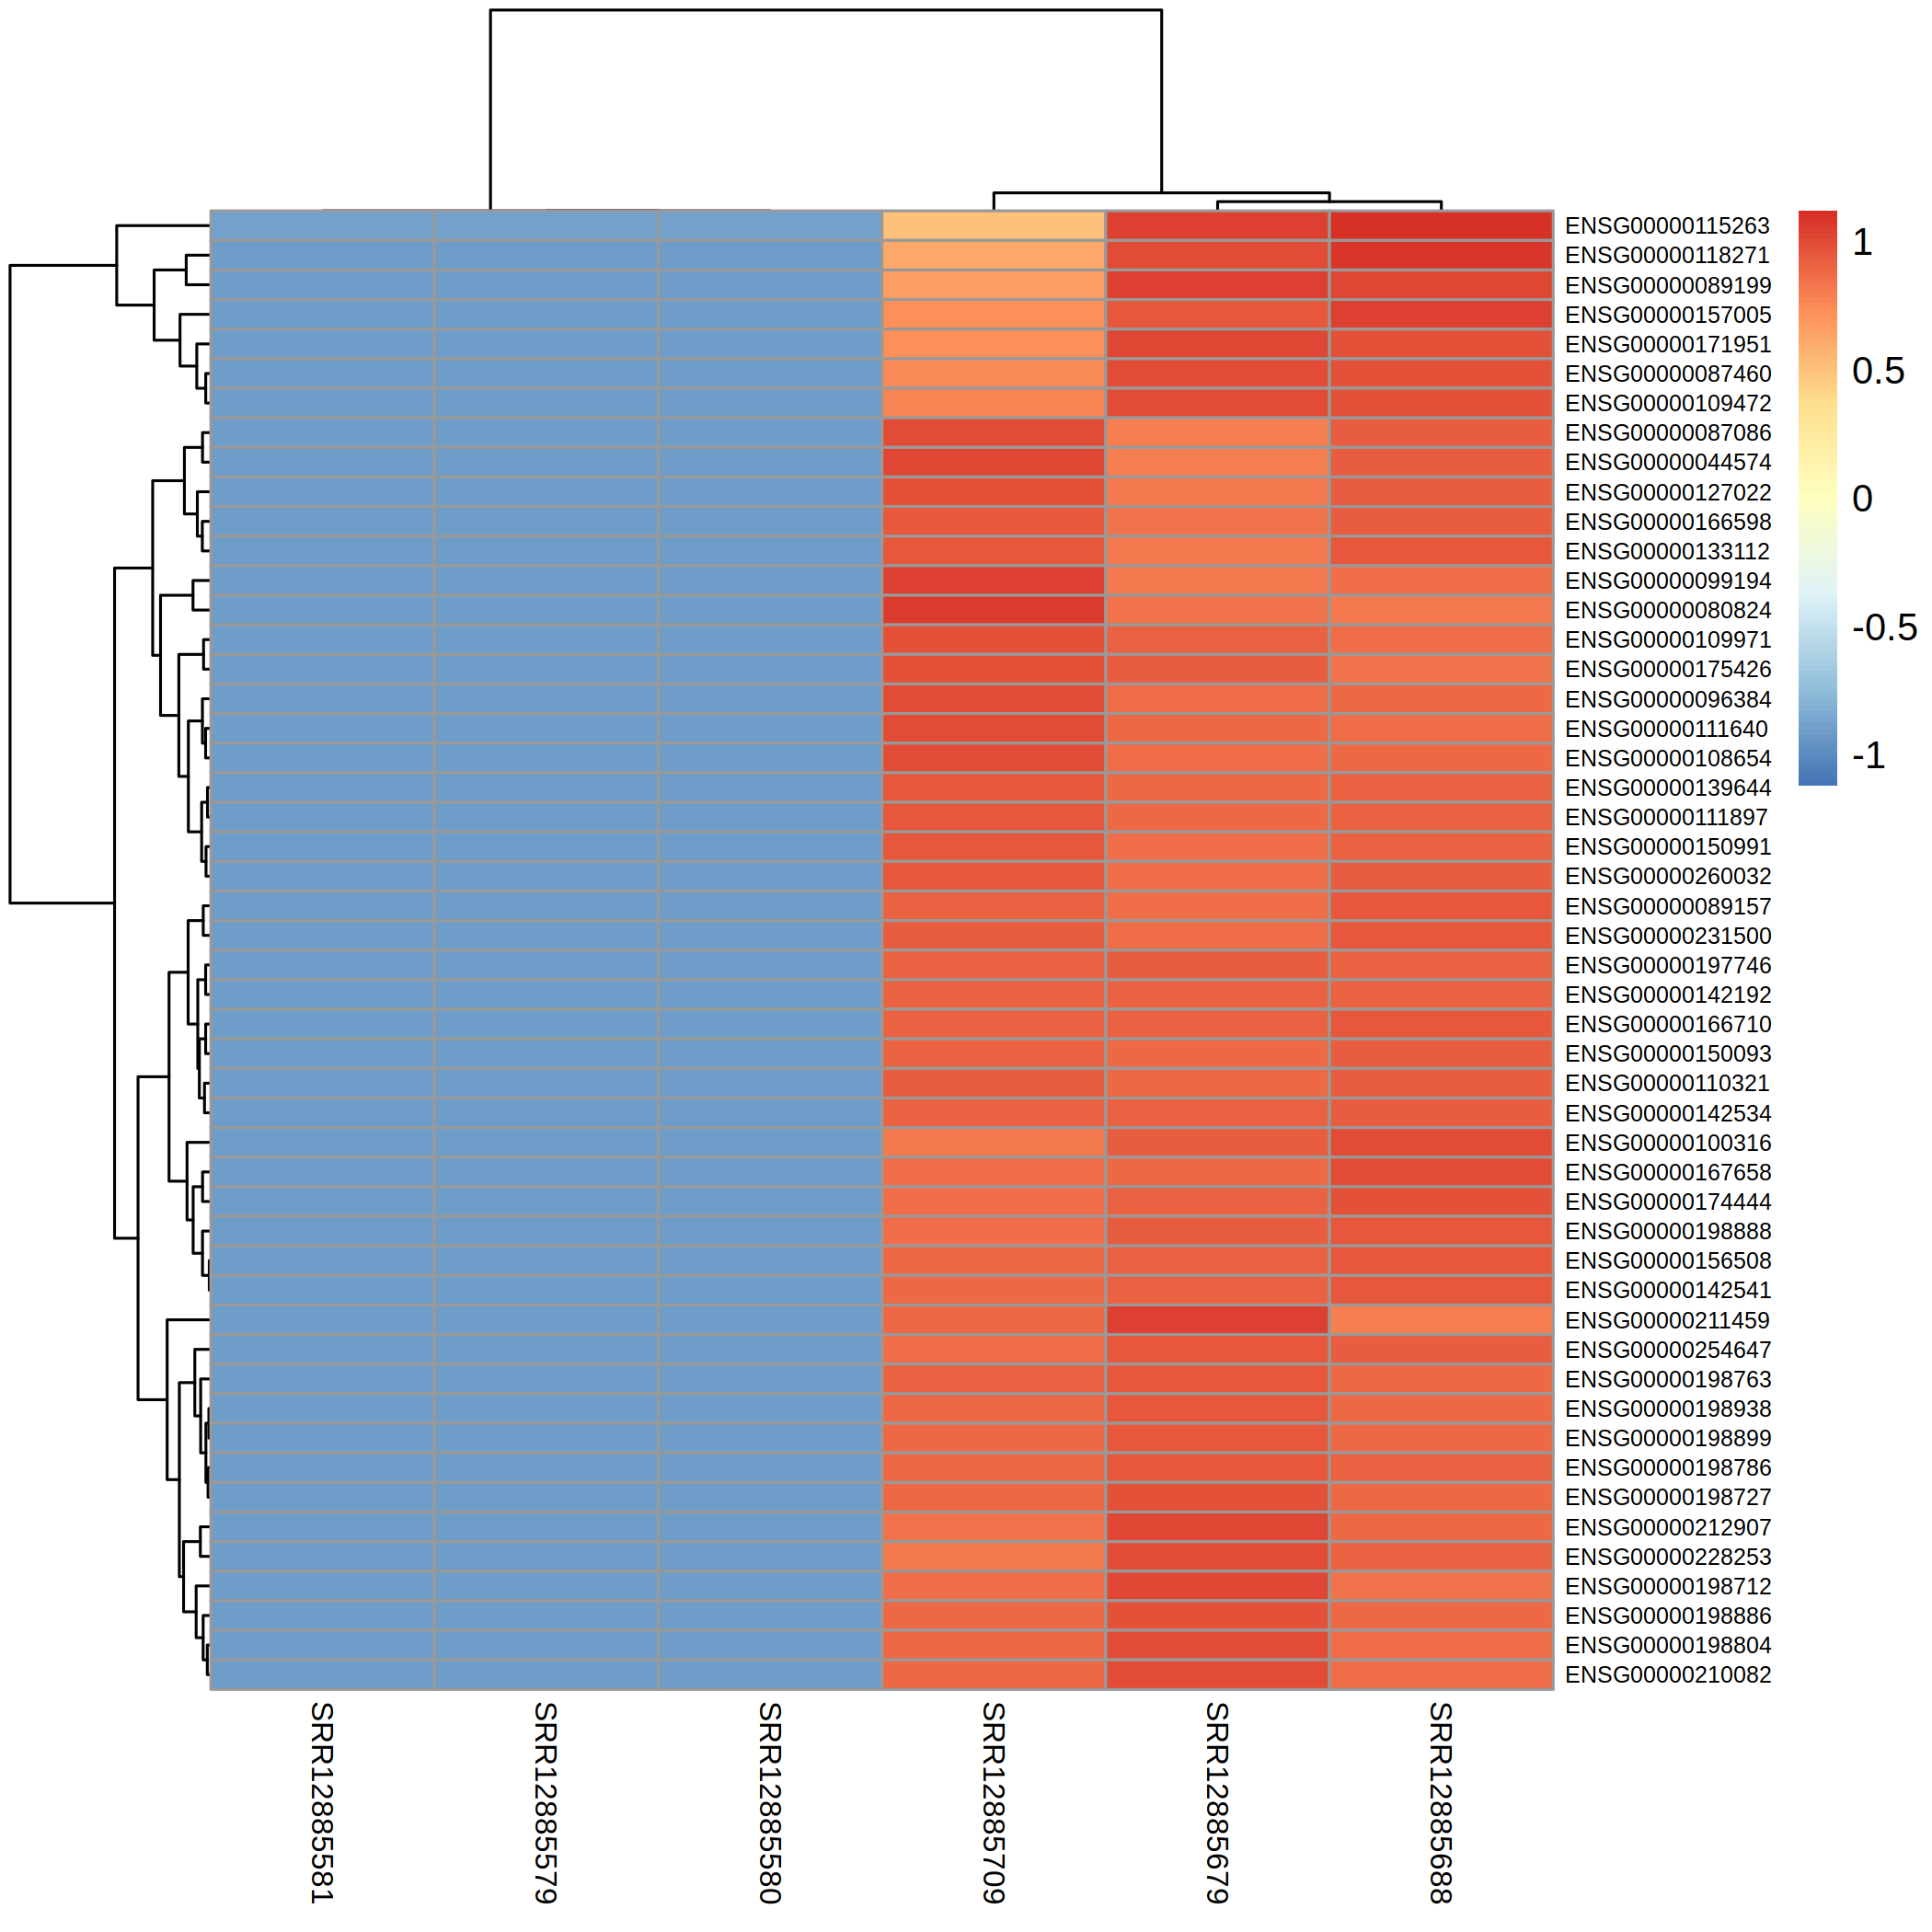 ENSG00000115263
ENSG00000118271
ENSG00000089199
ENSG00000157005
ENSG00000171951
ENSG00000087460
ENSG00000109472
ENSG00000087086
ENSG00000044574
ENSG00000127022
ENSG00000166598
ENSG00000133112
ENSG00000099194
ENSG00000080824
ENSG00000109971
ENSG00000175426
ENSG00000096384
ENSG00000111640
ENSG00000108654
ENSG00000139644
ENSG00000111897
ENSG00000150991
ENSG00000260032
ENSG00000089157
ENSG00000231500
ENSG00000197746
ENSG00000142192
ENSG00000166710
ENSG00000150093
ENSG00000110321
ENSG00000142534
ENSG00000100316
ENSG00000167658
ENSG00000174444
ENSG00000198888
ENSG00000156508
ENSG00000142541
ENSG00000211459
ENSG00000254647
ENSG00000198763
ENSG00000198938
ENSG00000198899
ENSG00000198786
ENSG00000198727
ENSG00000212907
ENSG00000228253
ENSG00000198712
ENSG00000198886
ENSG00000198804
ENSG00000210082
1
0.5
0
-0.5
-1
SRR12885581
SRR12885579
SRR12885580
SRR12885709
SRR12885679
SRR12885688